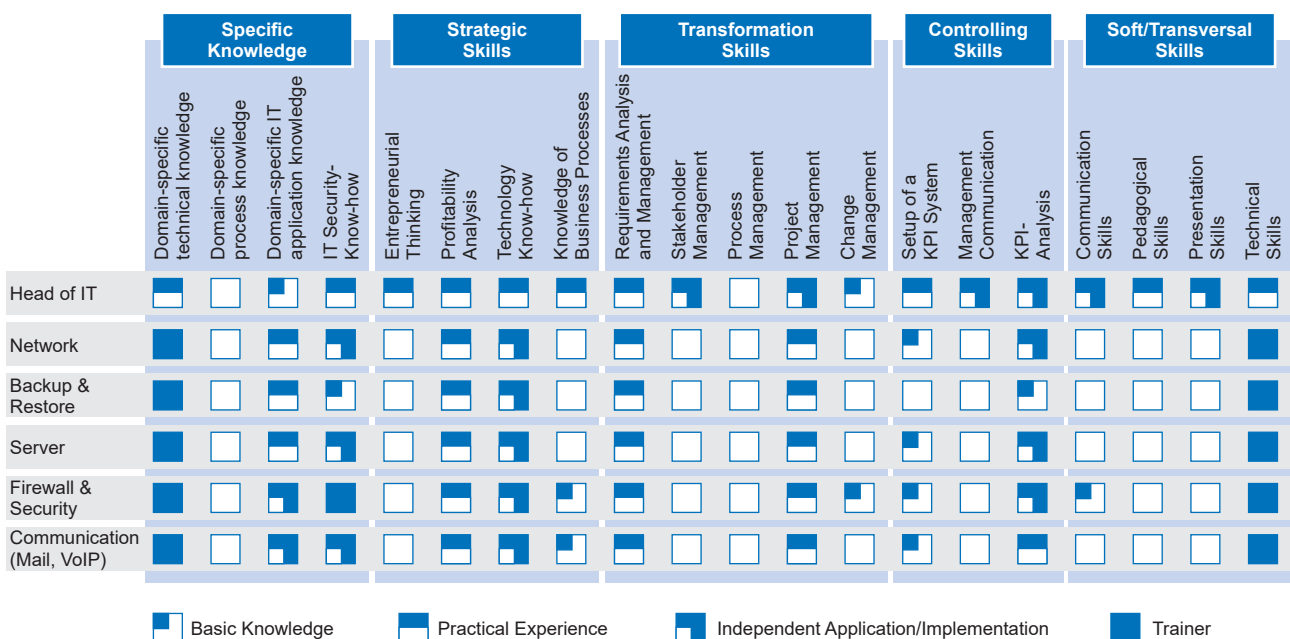 Specific
Knowledge
Strategic
Skills
Transformation
Skills
Controlling
Skills
Soft/Transversal
Skills
Domain-specific
technical knowledge
Domain-specific
process knowledge
Domain-specific IT
application knowledge
IT Security-
Know-how
Entrepreneurial
Thinking
Profitability
Analysis
Technology
Know-how
Knowledge of
Business Processes
Requirements Analysis
and Management
Stakeholder
Management
Process
Management
Project
Management
Change
Management
Setup of a
KPI System
Management
Communication
KPI-
Analysis
Communication
Skills
Pedagogical
Skills
Presentation
Skills
Technical
Skills
Head of IT
Network
Backup &
Restore
Server
Firewall &
Security
Communication
(Mail, VoIP)
Basic Knowledge
Practical Experience
Independent Application/Implementation
Trainer